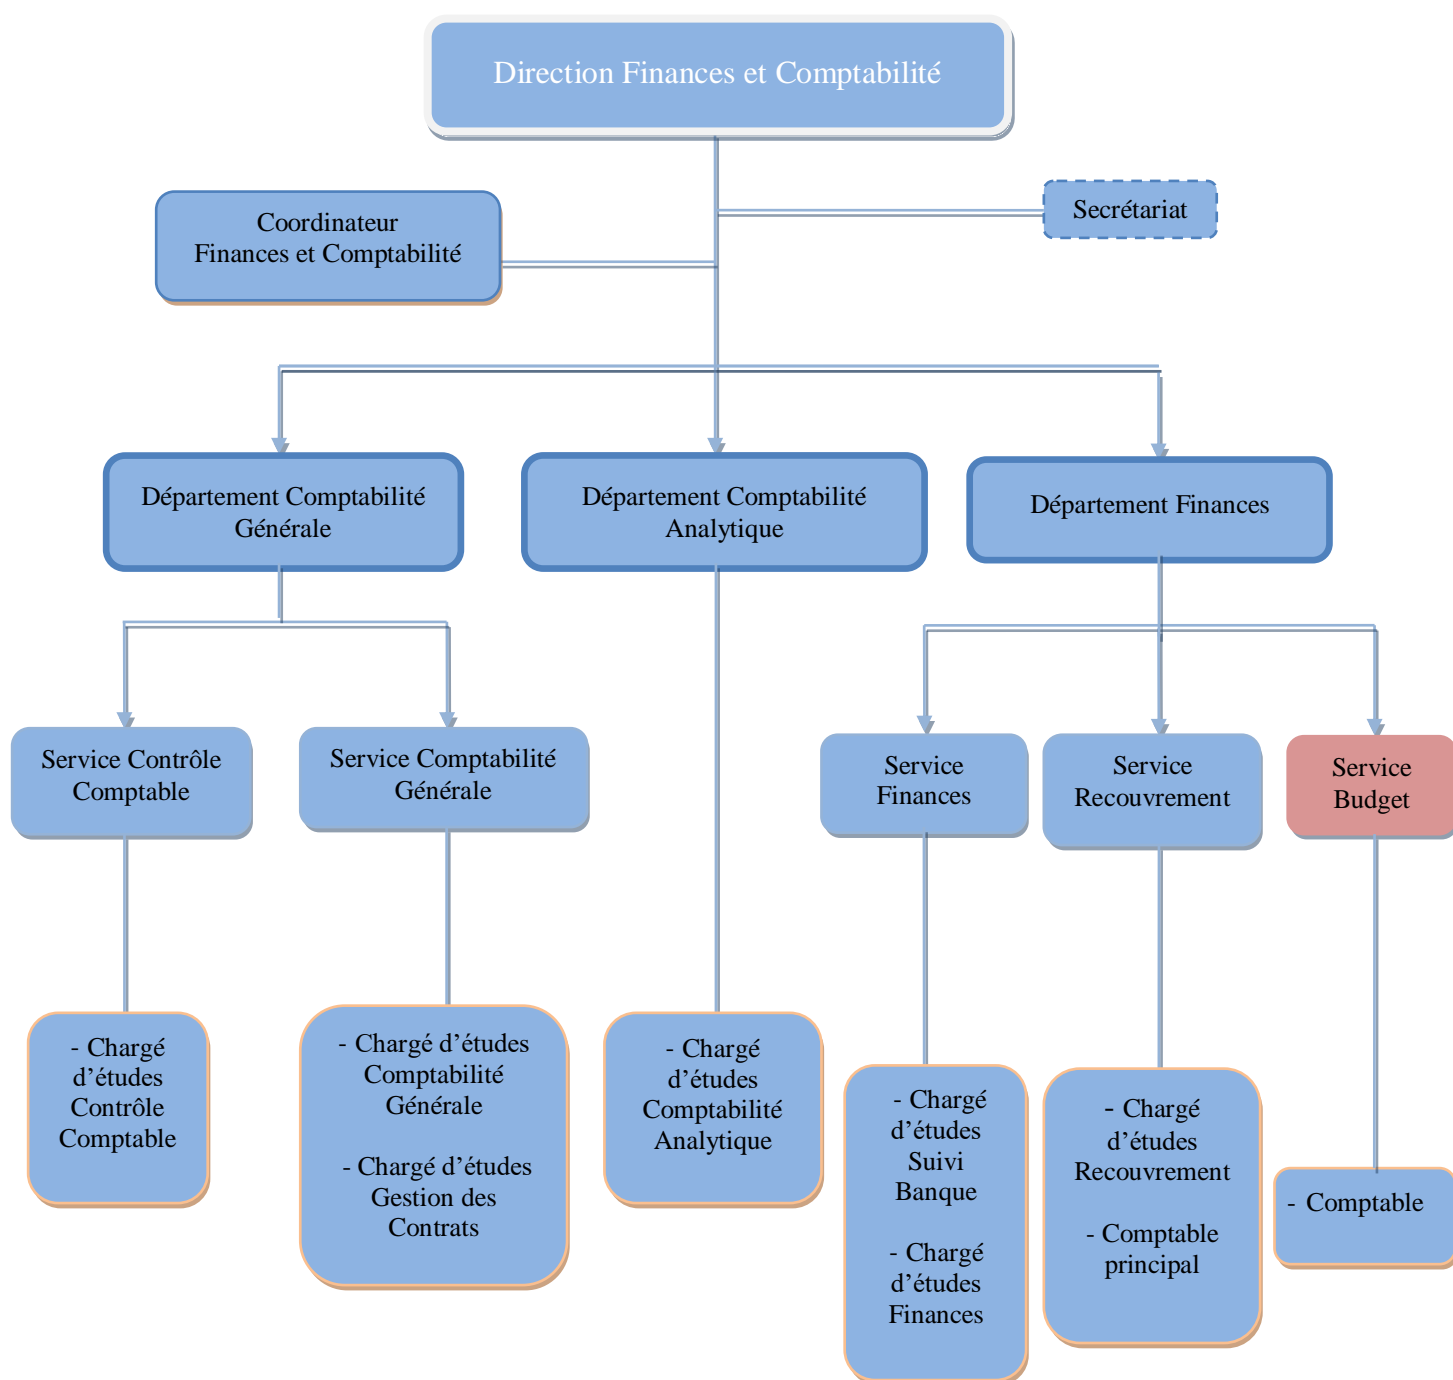 Direction Finances et Comptabilité
Coordinateur
Finances et Comptabilité
Secrétariat
Département Comptabilité
Générale
Département Comptabilité
Analytique
Département Finances
Service Contrôle
Comptable
Service Comptabilité
Générale
Service
Finances
Service
Recouvrement
Service
Budget
- Chargé
d’études
Contrôle
Comptable
- Chargé d’études
Comptabilité
Générale
- Chargé d’études
Gestion des
Contrats
- Chargé
d’études
Comptabilité
Analytique
- Chargé
d’études
Suivi
Banque
- Chargé
d’études
Finances
- Chargé
d’études
Recouvrement
- Comptable
principal
- Comptable